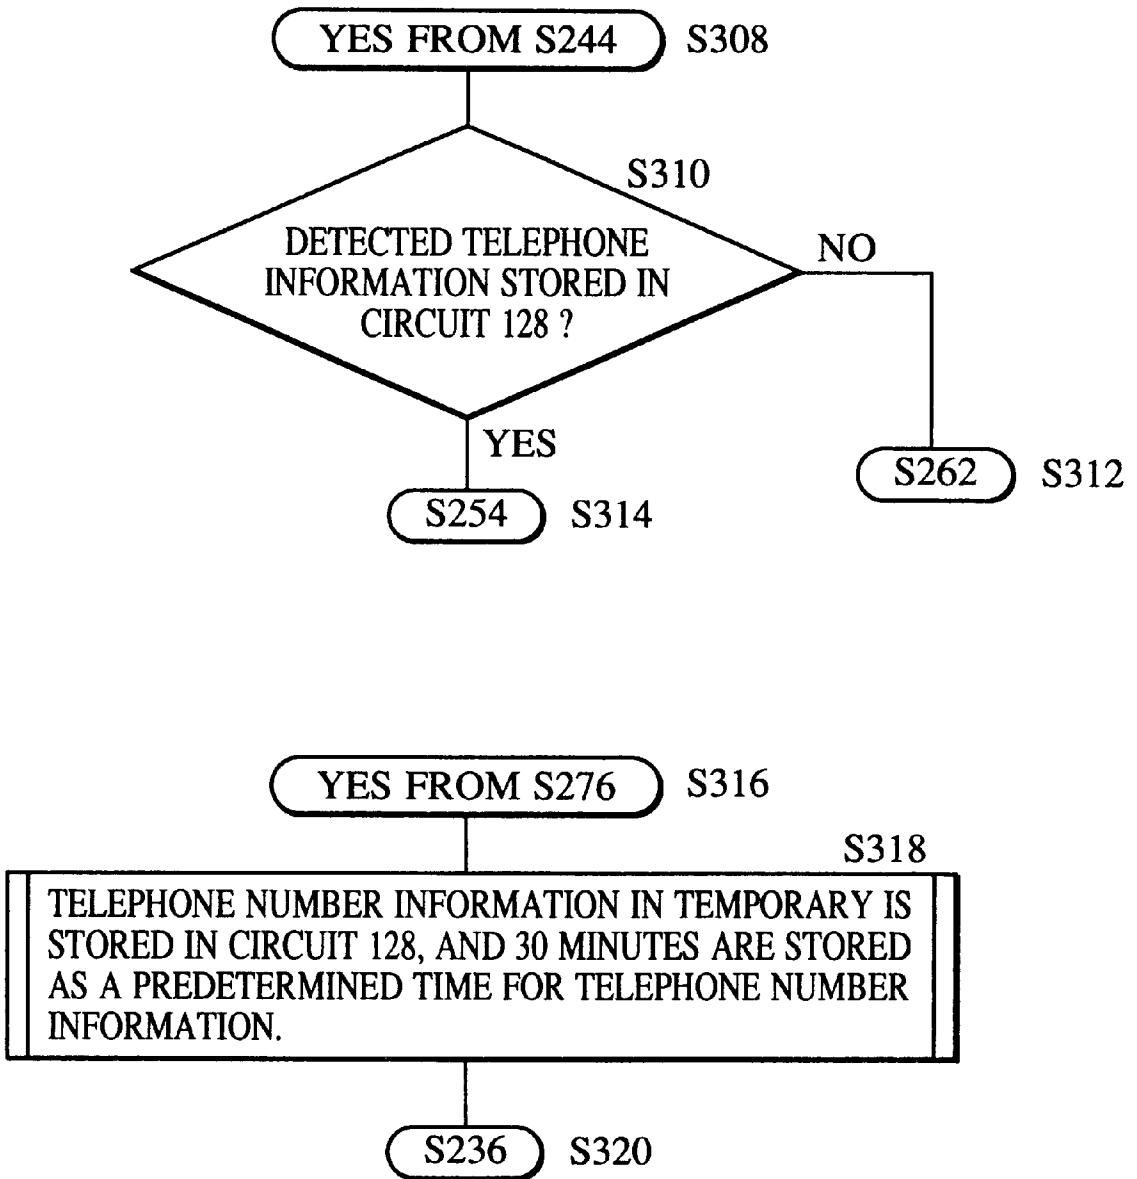 YES FROM S244
S308
S310
DETECTED TELEPHONE
INFORMATION STORED IN
CIRCUIT 128 ?
NO
YES
S262
S312
S254
S314
YES FROM S276
S316
S318
TELEPHONE NUMBER INFORMATION IN TEMPORARY IS
STORED IN CIRCUIT 128, AND 30 MINUTES ARE STORED
AS A PREDETERMINED TIME FOR TELEPHONE NUMBER
INFORMATION.
S236
S320